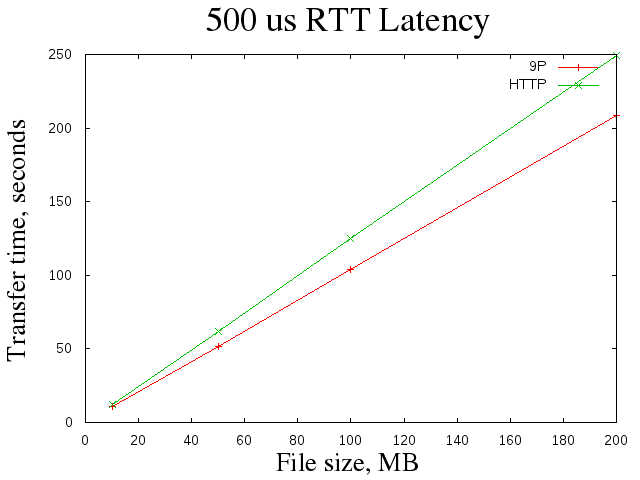 500 us RTT Latency
Transfer time, seconds
250
200
150
100
50
0
9P
HTTP
0 20 40 60 80 100 120 140 160 180 200
File size, MB